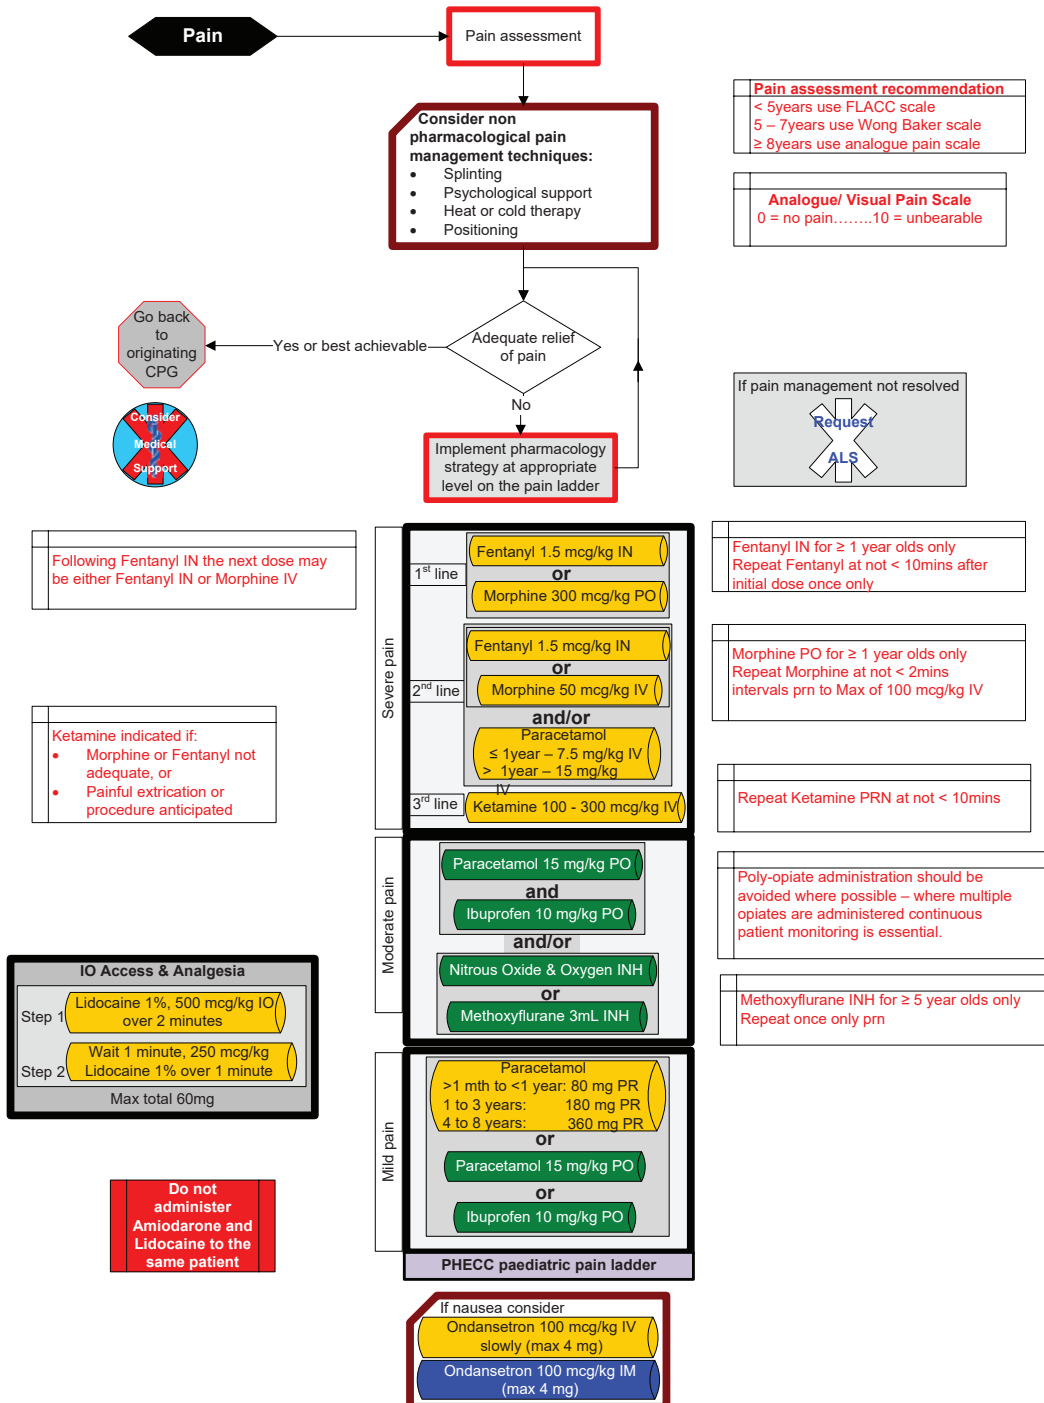 Pain
Pain assessment
Pain assessment recommendation
< 5years use FLACC scale
5 – 7years use Wong Baker scale
≥ 8years use analogue pain scale
Consider non
pharmacological pain
management techniques:
• Splinting
• Psychological support
• Heat or cold therapy
• Positioning
Analogue/ Visual Pain Scale
0 = no pain……..10 = unbearable
Go back
to
originating
CPG
Yes or best achievable
Adequate relief
of pain
No
Consider
Medical
Support
If pain management not resolved
Request
ALS
Implement pharmacology
strategy at appropriate
level on the pain ladder
Following Fentanyl IN the next dose may
be either Fentanyl IN or Morphine IV
Severe pain
1st line
Fentanyl 1.5 mcg/kg IN
or
Morphine 300 mcg/kg PO
Fentanyl IN for ≥ 1 year olds only
Repeat Fentanyl at not < 10mins after
initial dose once only
2nd line
Fentanyl 1.5 mcg/kg IN
or
Morphine 50 mcg/kg IV
and/or
Paracetamol
≤ 1year – 7.5 mg/kg IV
> 1year – 15 mg/kg
IV
Morphine PO for ≥ 1 year olds only
Repeat Morphine at not < 2mins
intervals prn to Max of 100 mcg/kg IV
Ketamine indicated if:
• Morphine or Fentanyl not
adequate, or
• Painful extrication or
procedure anticipated
3rd line
Ketamine 100 - 300 mcg/kg IV
Repeat Ketamine PRN at not < 10mins
Moderate pain
Paracetamol 15 mg/kg PO
and
Ibuprofen 10 mg/kg PO
and/or
Nitrous Oxide & Oxygen INH
or
Methoxyflurane 3mL INH
Poly-opiate administration should be
avoided where possible – where multiple
opiates are administered continuous
patient monitoring is essential.
Methoxyflurane INH for ≥ 5 year olds only
Repeat once only prn
IO Access & Analgesia
Step 1
Lidocaine 1%, 500 mcg/kg IO
over 2 minutes
Step 2
Wait 1 minute, 250 mcg/kg
Lidocaine 1% over 1 minute
Max total 60mg
Mild pain
Paracetamol
>1 mth to <1 year: 80 mg PR
1 to 3 years: 180 mg PR
4 to 8 years: 360 mg PR
or
Paracetamol 15 mg/kg PO
or
Ibuprofen 10 mg/kg PO
Do not
administer
Amiodarone and
Lidocaine to the
same patient
PHECC paediatric pain ladder
If nausea consider
Ondansetron 100 mcg/kg IV
slowly (max 4 mg)
Ondansetron 100 mcg/kg IM
(max 4 mg)